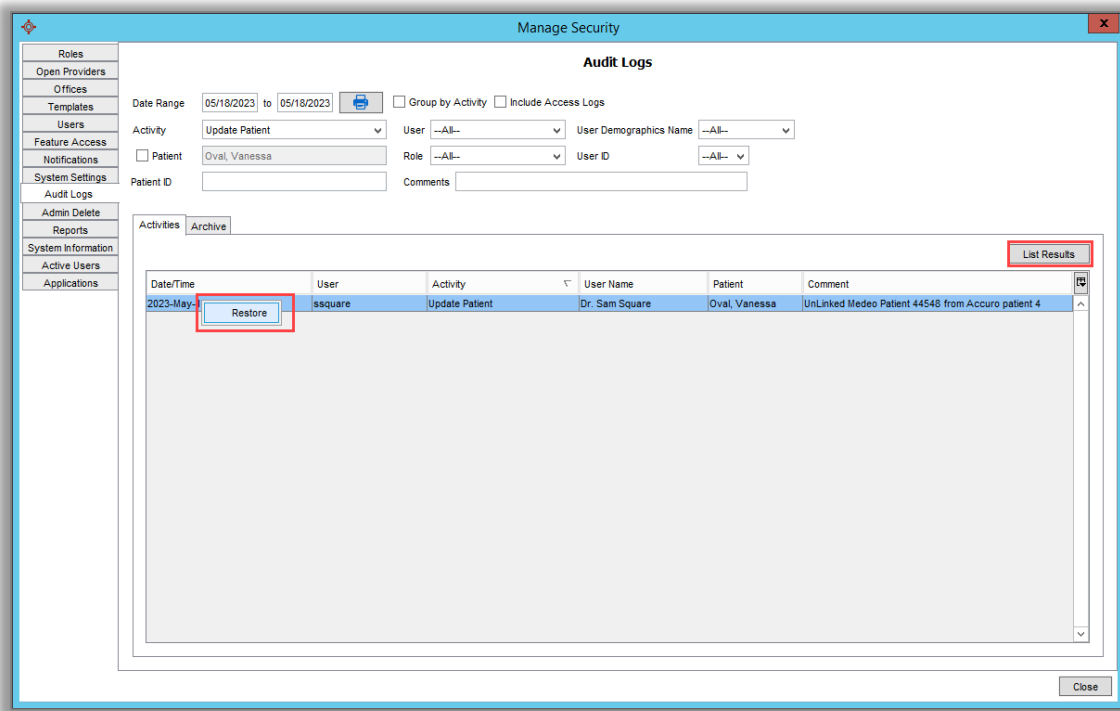 Manage Security
x
Roles
Open Providers
Offices
Templates
Users
Feature Access
Notifications
System Settings
Audit Logs
Admin Delete
Reports
System Information
Active Users
Applications
Audit Logs
Date Range 05/18/2023 to 05/18/2023 Group by Activity Include Access Logs
Activity Update Patient User --All-- User Demographics Name --All--
Patient Oval, Vanessa Role --All-- User ID --All--
Patient ID Comments
Activities Archive
List Results
Date/Time User Activity User Name Patient Comment
2023-May- ssquare Update Patient Dr. Sam Square Oval, Vanessa UnLinked Medeo Patient 44548 from Accuro patient 4
Restore
Close